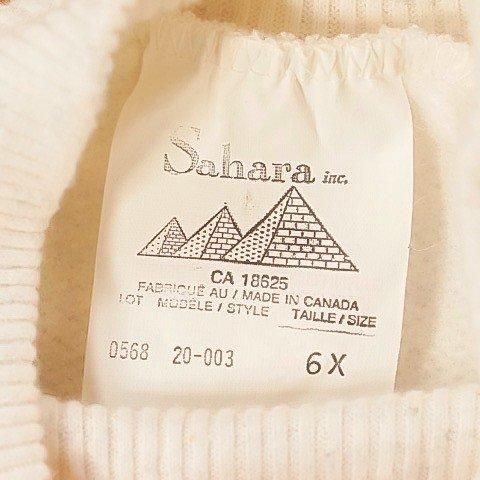 Sahara inc.
CA 18625
FABRIQUÉ AU / MADE IN CANADA
LOT MODÈLE / STYLE TAILLE / SIZE
0568 20-003 6X